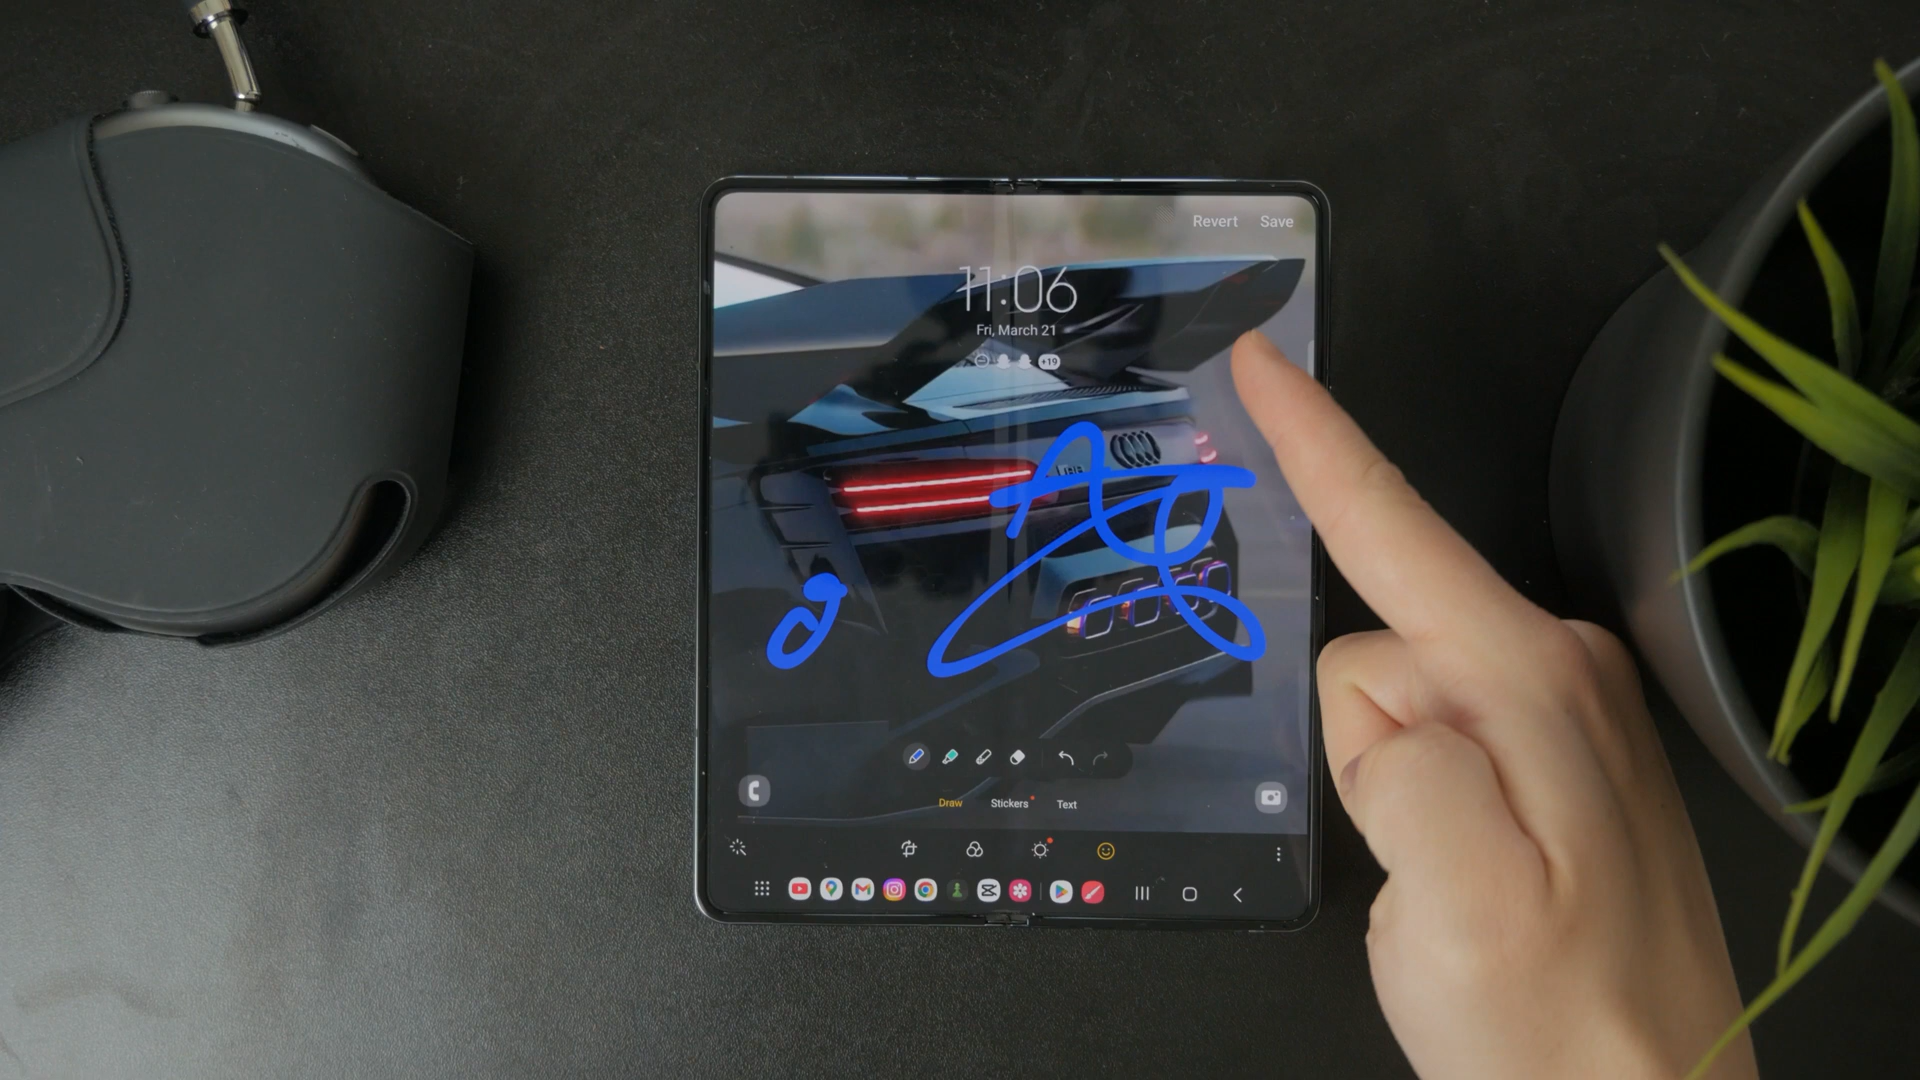 Revert Save
11:06
Fri, March 21
+19
Draw Stickers Text